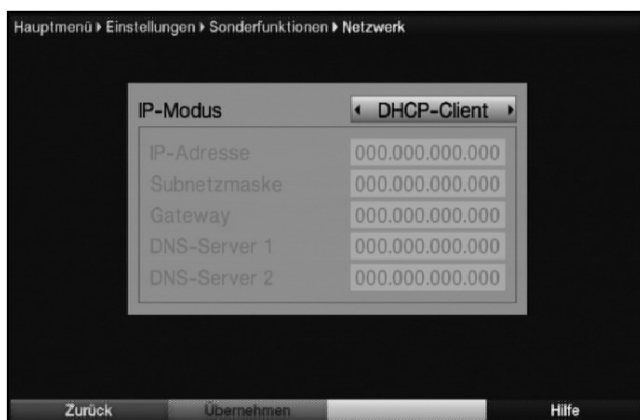 Hauptmenü ▸ Einstellungen ▸ Sonderfunktionen ▸ Netzwerk
IP-Modus ◂ DHCP-Client ▸
IP-Adresse 000.000.000.000
Subnetzmaske 000.000.000.000
Gateway 000.000.000.000
DNS-Server 1 000.000.000.000
DNS-Server 2 000.000.000.000
Zurück Übernehmen Hilfe